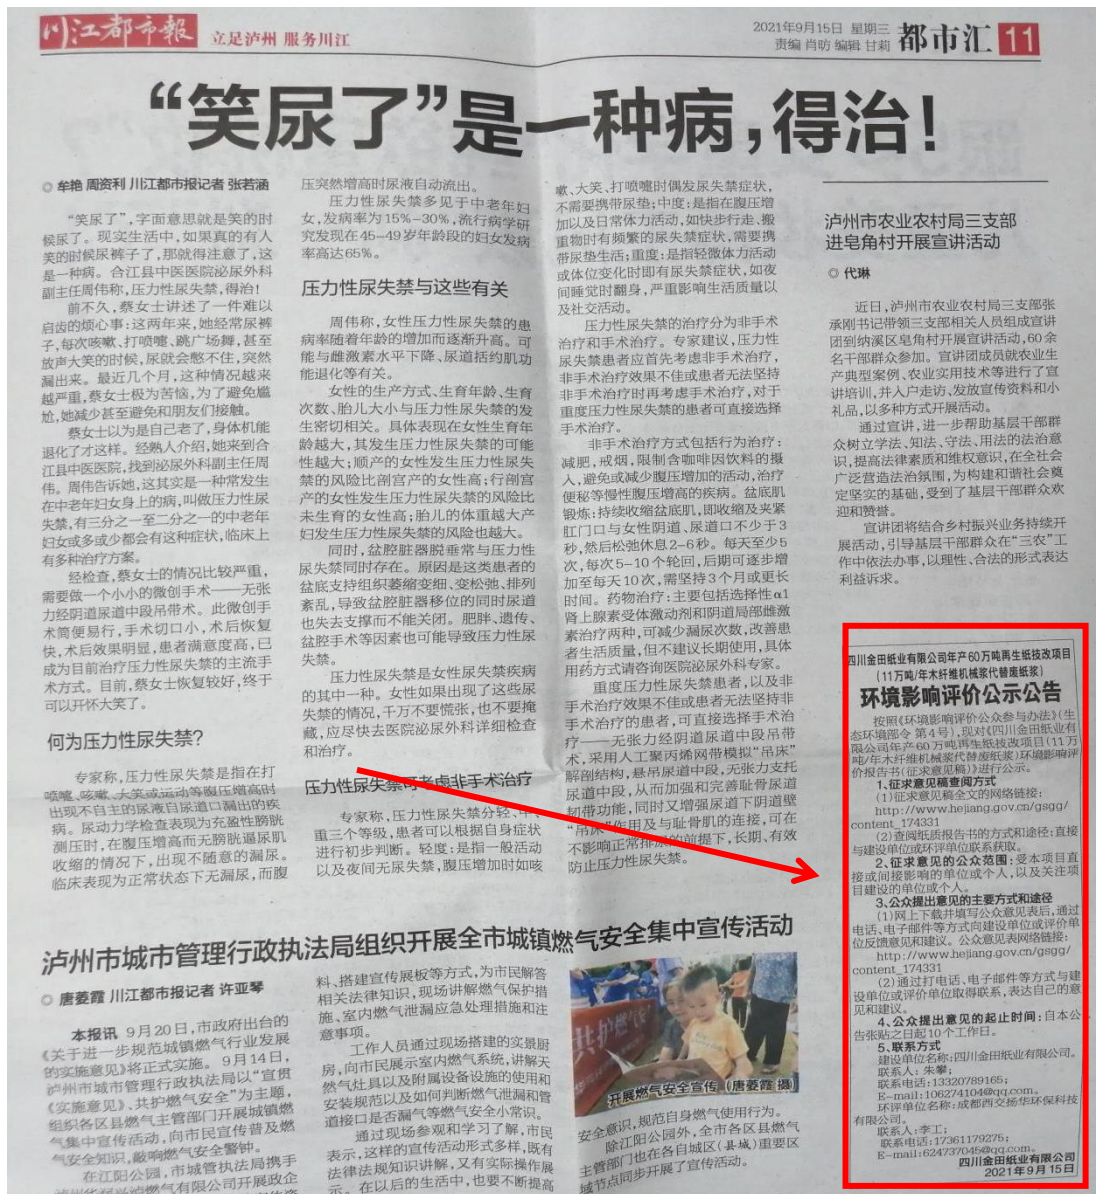 川江都市報
立足泸州 服务川江
2021年9月15日 星期三
责编 肖昉 编辑 甘莉
都市汇 11
“笑尿了”是一种病，得治！
◎ 牟艳 周资利 川江都市报记者 张若涵
“笑尿了”，字面意思就是笑的时
候尿了。现实生活中，如果真的有人
笑的时候尿裤子了，那就得注意了，这
是一种病。合江县中医医院泌尿外科
副主任周伟称，压力性尿失禁，得治！
前不久，蔡女士讲述了一件难以
启齿的烦心事：这两年来，她经常尿裤
子，每次咳嗽、打喷嚏、跳广场舞，甚至
放声大笑的时候，尿就会憋不住，突然
漏出来。最近几个月，这种情况越来
越严重，蔡女士极为苦恼，为了避免尴
尬，她减少甚至避免和朋友们接触。
蔡女士以为是自己老了，身体机能
退化了才这样。经熟人介绍，她来到合
江县中医医院，找到泌尿外科副主任周
伟。周伟告诉她，这其实是一种常发生
在中老年妇女身上的病，叫做压力性尿
失禁，有三分之一至二分之一的中老年
妇女或多或少都会有这种症状，临床上
有多种治疗方案。
经检查，蔡女士的情况比较严重，
需要做一个小小的微创手术——无张
力经阴道尿道中段吊带术。此微创手
术简便易行，手术切口小，术后恢复
快，术后效果明显，患者满意度高，已
成为目前治疗压力性尿失禁的主流手
术方式。目前，蔡女士恢复较好，终于
可以开怀大笑了。
何为压力性尿失禁？
专家称，压力性尿失禁是指在打
喷嚏、咳嗽、大笑或运动等腹压增高时
出现不自主的尿液自尿道口漏出的疾
病。尿动力学检查表现为充盈性膀胱
测压时，在腹压增高而无膀胱逼尿肌
收缩的情况下，出现不随意的漏尿。
临床表现为正常状态下无漏尿，而腹
压突然增高时尿液自动流出。
压力性尿失禁多见于中老年妇
女，发病率为15%－30%，流行病学研
究发现在45－49岁年龄段的妇女发病
率高达65%。
压力性尿失禁与这些有关
周伟称，女性压力性尿失禁的患
病率随着年龄的增加而逐渐升高。可
能与雌激素水平下降、尿道括约肌功
能退化等有关。
女性的生产方式、生育年龄、生育
次数、胎儿大小与压力性尿失禁的发
生密切相关。具体表现在女性生育年
龄越大，其发生压力性尿失禁的可能
性越大；顺产的女性发生压力性尿失
禁的风险比剖宫产的女性高；行剖宫
产的女性发生压力性尿失禁的风险比
未生育的女性高；胎儿的体重越大产
妇发生压力性尿失禁的风险也越大。
同时，盆腔脏器脱垂常与压力性
尿失禁同时存在。原因是这类患者的
盆底支持组织萎缩变细、变松弛、排列
紊乱，导致盆腔脏器移位的同时尿道
也失去支撑而不能关闭。肥胖、遗传、
盆腔手术等因素也可能导致压力性尿
失禁。
压力性尿失禁是女性尿失禁疾病
的其中一种。女性如果出现了这些尿
失禁的情况，千万不要慌张，也不要掩
藏，应尽快去医院泌尿外科详细检查
和治疗。
压力性尿失禁可考虑非手术治疗
专家称，压力性尿失禁分轻、中、
重三个等级，患者可以根据自身症状
进行初步判断。轻度：是指一般活动
以及夜间无尿失禁，腹压增加时如咳
嗽、大笑、打喷嚏时偶发尿失禁症状，
不需要携带尿垫；中度：是指在腹压增
加以及日常体力活动，如快步行走、搬
重物时有频繁的尿失禁症状，需要携
带尿垫生活；重度：是指轻微体力活动
或体位变化时即有尿失禁症状，如夜
间睡觉时翻身，严重影响生活质量以
及社交活动。
压力性尿失禁的治疗分为非手术
治疗和手术治疗。专家建议，压力性
尿失禁患者应首先考虑非手术治疗，
非手术治疗效果不佳或患者无法坚持
非手术治疗时再考虑手术治疗，对于
重度压力性尿失禁的患者可直接选择
手术治疗。
非手术治疗方式包括行为治疗：
减肥，戒烟，限制含咖啡因饮料的摄
入，避免或减少腹压增加的活动，治疗
便秘等慢性腹压增高的疾病。盆底肌
锻炼：持续收缩盆底肌，即收缩及夹紧
肛门口与女性阴道、尿道口不少于3
秒，然后松弛休息2－6秒。每天至少5
次，每次5－10个轮回，后期可逐步增
加至每天10次，需坚持3个月或更长
时间。药物治疗：主要包括选择性α1
肾上腺素受体激动剂和阴道局部雌激
素治疗两种，可减少漏尿次数，改善患
者生活质量，但不建议长期使用，具体
用药方式请咨询医院泌尿外科专家。
重度压力性尿失禁患者，以及非
手术治疗效果不佳或患者无法坚持非
手术治疗的患者，可直接选择手术治
疗——无张力经阴道尿道中段吊带
术，采用人工聚丙烯网带模拟“吊床”
解剖结构，悬吊尿道中段，无张力支托
尿道中段，从而加强和完善耻骨尿道
韧带功能，同时又增强尿道下阴道壁
“吊床”作用及与耻骨肌的连接，可在
不影响正常排尿的前提下，长期、有效
防止压力性尿失禁。
泸州市农业农村局三支部
进皂角村开展宣讲活动
◎ 代琳
近日，泸州市农业农村局三支部张
承刚书记带领三支部相关人员组成宣讲
团到纳溪区皂角村开展宣讲活动，60余
名干部群众参加。宣讲团成员就农业生
产典型案例、农业实用技术等进行了宣
讲培训，并入户走访，发放宣传资料和小
礼品，以多种方式开展活动。
通过宣讲，进一步帮助基层干部群
众树立学法、知法、守法、用法的法治意
识，提高法律素质和维权意识，在全社会
广泛营造法治氛围，为构建和谐社会奠
定坚实的基础，受到了基层干部群众欢
迎和赞誉。
宣讲团将结合乡村振兴业务持续开
展活动，引导基层干部群众在“三农”工
作中依法办事，以理性、合法的形式表达
利益诉求。
四川金田纸业有限公司年产60万吨再生纸技改项目
（11万吨/年木纤维机械浆代替废纸浆）
环境影响评价公示公告
按照《环境影响评价公众参与办法》（生
态环境部令 第4号），现对《四川金田纸业有
限公司年产60万吨再生纸技改项目（11万
吨/年木纤维机械浆代替废纸浆）环境影响评
价报告书（征求意见稿）》进行公示。
1、征求意见稿查阅方式
（1）征求意见稿全文的网络链接：
http://www.hejiang.gov.cn/gsgg/
content_174331
（2）查阅纸质报告书的方式和途径：直接
与建设单位或环评单位联系获取。
2、征求意见的公众范围：受本项目直
接或间接影响的单位或个人，以及关注项
目建设的单位或个人。
3、公众提出意见的主要方式和途径
（1）网上下载并填写公众意见表后，通过
电话、电子邮件等方式向建设单位或评价单
位反馈意见和建议。公众意见表网络链接：
http://www.hejiang.gov.cn/gsgg/
content_174331
（2）通过打电话、电子邮件等方式与建
设单位或评价单位取得联系，表达自己的意
见和建议。
4、公众提出意见的起止时间：自本公
告张贴之日起10个工作日。
5、联系方式
建设单位名称：四川金田纸业有限公司。
联系人：朱攀；
联系电话：13320789165；
E-mail：106274104@qq.com。
环评单位名称：成都西交扬华环保科技
有限公司。
联系人：李工；
联系电话：17361179275；
E-mail：624737045@qq.com。
四川金田纸业有限公司
2021年9月15日
泸州市城市管理行政执法局组织开展全市城镇燃气安全集中宣传活动
◎ 唐菱霞 川江都市报记者 许亚琴
本报讯 9月20日，市政府出台的
《关于进一步规范城镇燃气行业发展
的实施意见》将正式实施。9月14日，
泸州市城市管理行政执法局以“宣贯
《实施意见》、共护燃气安全”为主题，
组织各区县燃气主管部门开展城镇燃
气集中宣传活动，向市民宣传普及燃
气安全知识，敲响燃气安全警钟。
在江阳公园，市城管执法局携手
料、搭建宣传展板等方式，为市民解答
相关法律知识，现场讲解燃气保护措
施、室内燃气泄漏应急处理措施和注
意事项。
工作人员通过现场搭建的实景厨
房，向市民展示室内燃气系统，讲解天
然气灶具以及附属设备设施的使用和
安装规范以及如何判断燃气泄漏和管
道接口是否漏气等燃气安全小常识。
通过现场参观和学习了解，市民
表示，这样的宣传活动形式多样，既有
法律法规知识讲解，又有实际操作展
示。在以后的生活中，也要不断提高
共护燃气
开展燃气安全宣传 （唐菱霞 摄）
安全意识，规范自身燃气使用行为。
除江阳公园外，全市各区县燃气
主管部门也在各自城区（县城）重要区
域节点同步开展了宣传活动。